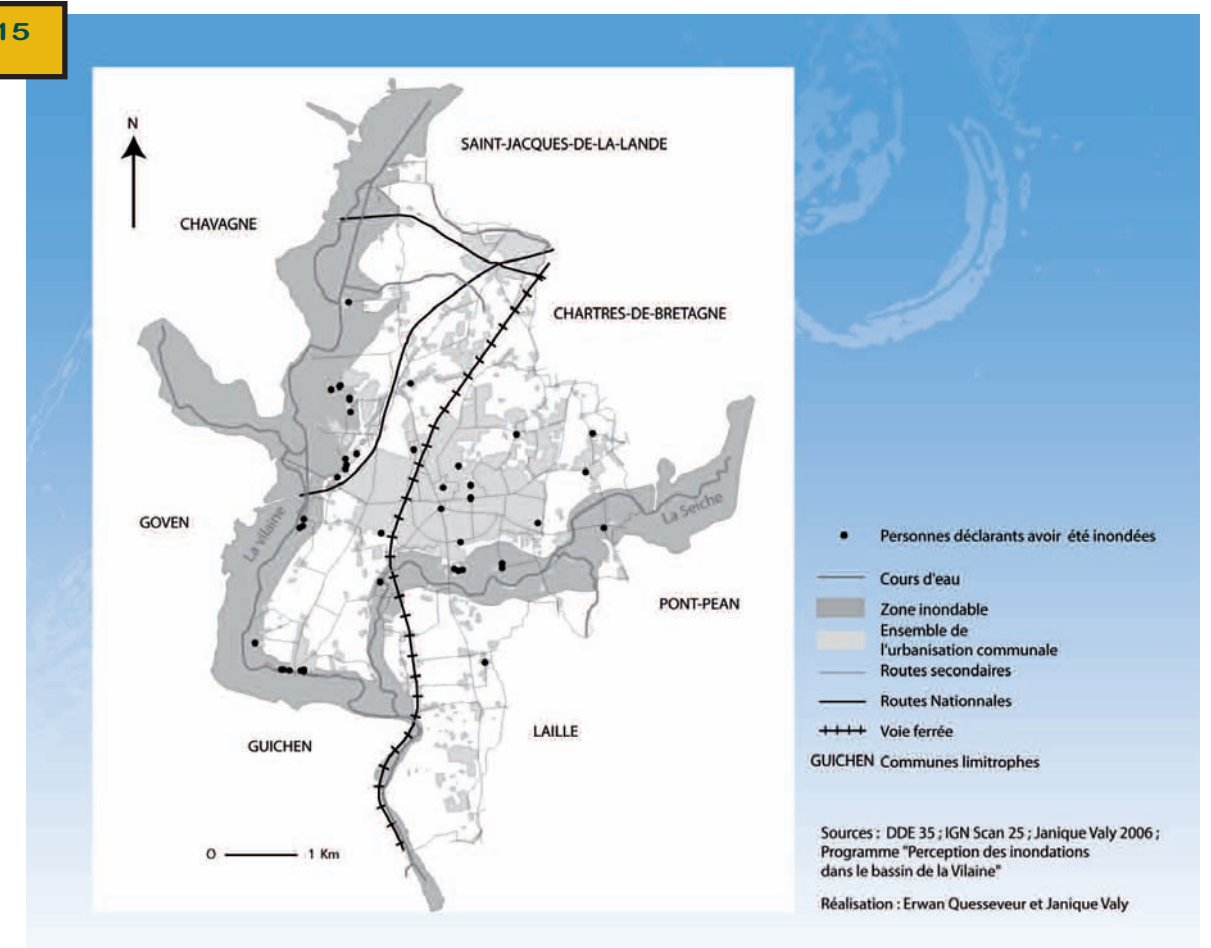 15
N
SAINT-JACQUES-DE-LA-LANDE
CHAVAGNE
CHARTRES-DE-BRETAGNE
GOVEN
La vilaine
La Seiche
PONT-PEAN
GUICHEN
LAILLE
0 1 Km
Personnes déclarants avoir été inondées
Cours d'eau
Zone inondable
Ensemble de
l'urbanisation communale
Routes secondaires
Routes Nationnales
Voie ferrée
GUICHEN Communes limitrophes
Sources : DDE 35 ; IGN Scan 25 ; Janique Valy 2006 ;
Programme "Perception des inondations
dans le bassin de la Vilaine"
Réalisation : Erwan Quesseveur et Janique Valy